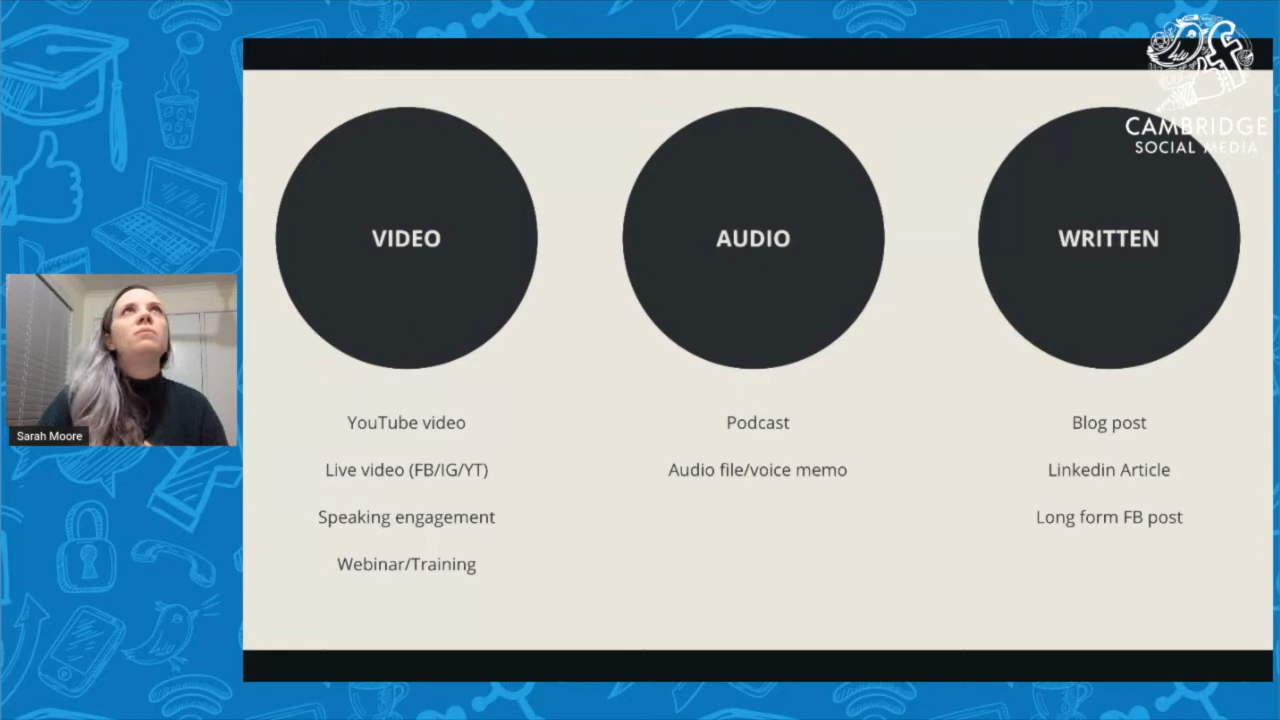 CAMBRIDGE
SOCIAL MEDIA
VIDEO
AUDIO
WRITTEN
YouTube video
Live video (FB/IG/YT)
Speaking engagement
Webinar/Training
Podcast
Audio file/voice memo
Blog post
Linkedin Article
Long form FB post
Sarah Moore